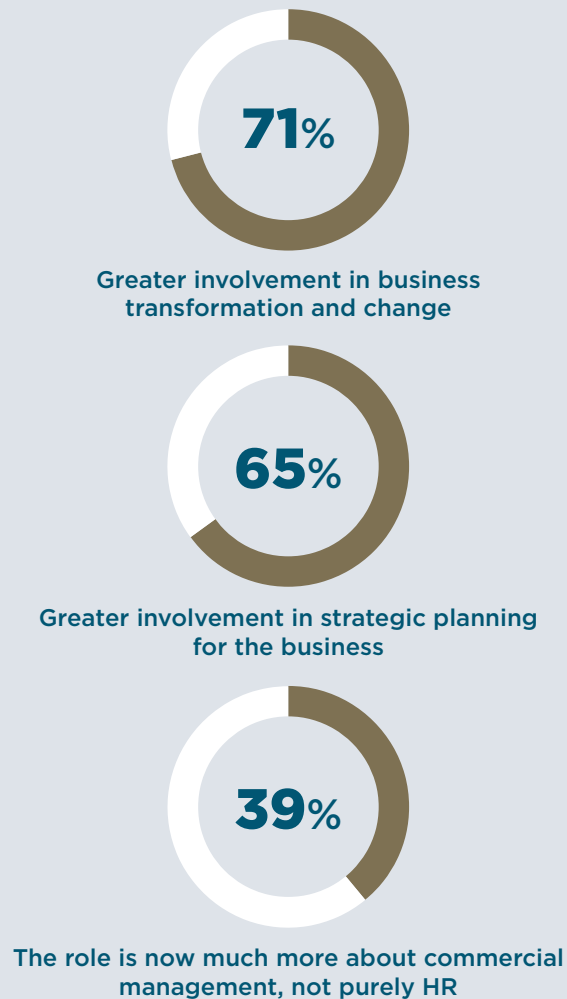 71%
Greater involvement in business
transformation and change
65%
Greater involvement in strategic planning
for the business
39%
The role is now much more about commercial
management, not purely HR